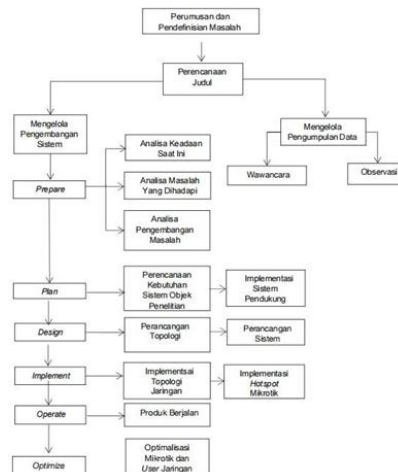 Perumusan dan
Pendefinisian Masalah
Perencanaan
Judul
Mengelola
Pengembangan
Sistem
Mengelola
Pengumpulan Data
Analisa Keadaan
Saat Ini
Wawancara
Observasi
Prepare
Analisa Masalah
Yang Dihadapi
Analisa
Pengembangan
Masalah
Plan
Perencanaan
Kebutuhan
Sistem Objek
Penelitian
Implementasi
Sistem
Pendukung
Design
Perancangan
Topologi
Perancangan
Sistem
Implement
Implementsai
Topologi
Jaringan
Implementasi
Hotspot
Mikrotik
Operate
Produk Berjalan
Optimize
Optimalisasi
Mikrotik dan
User Jaringan